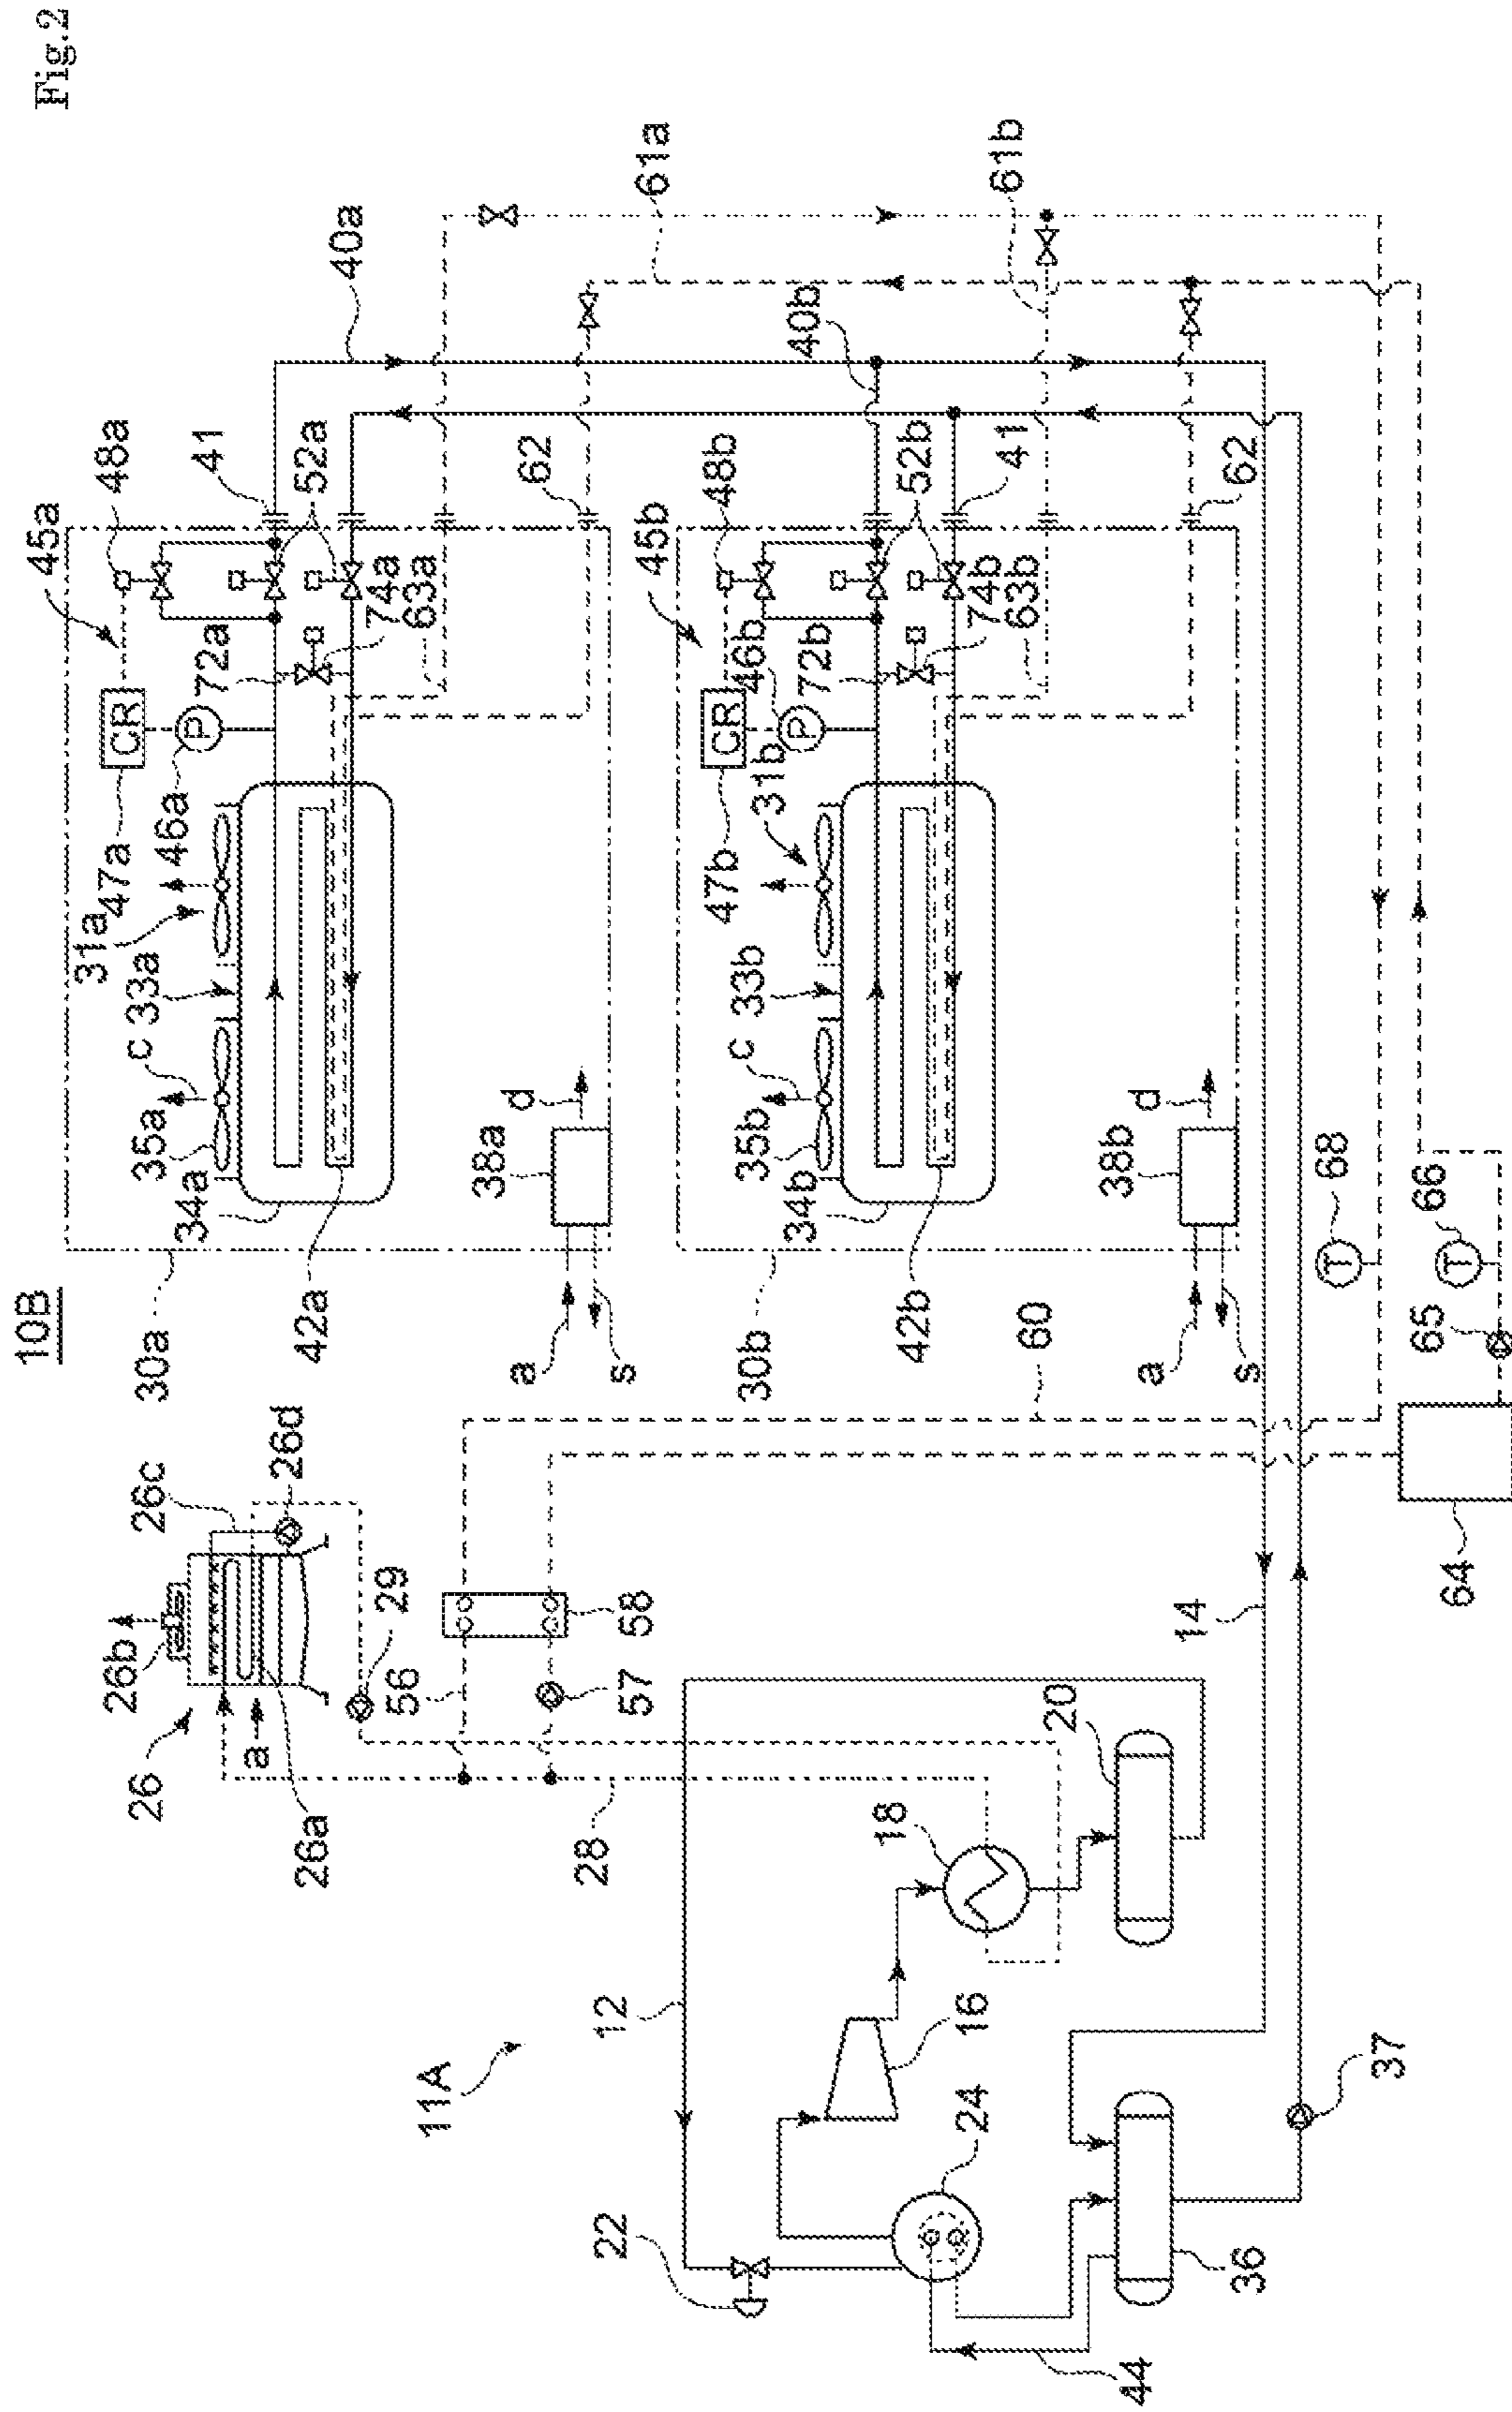 Fig.2
10B
30a
31a
33a
c
35a
34a
42a
47a
CR
45a
48a
41
P
46a
72a
52a
74a
63a
40a
62
38a
d
a
s
61a
61b
40b
30b
31b
33b
c
35b
34b
42b
47b
CR
45b
48b
46b
P
72b
52b
74b
63b
41
62
38b
d
a
s
60
T
68
T
66
65
64
26
26b
26c
26d
a
26a
29
56
58
57
28
14
11A
12
16
18
20
22
24
36
37
44